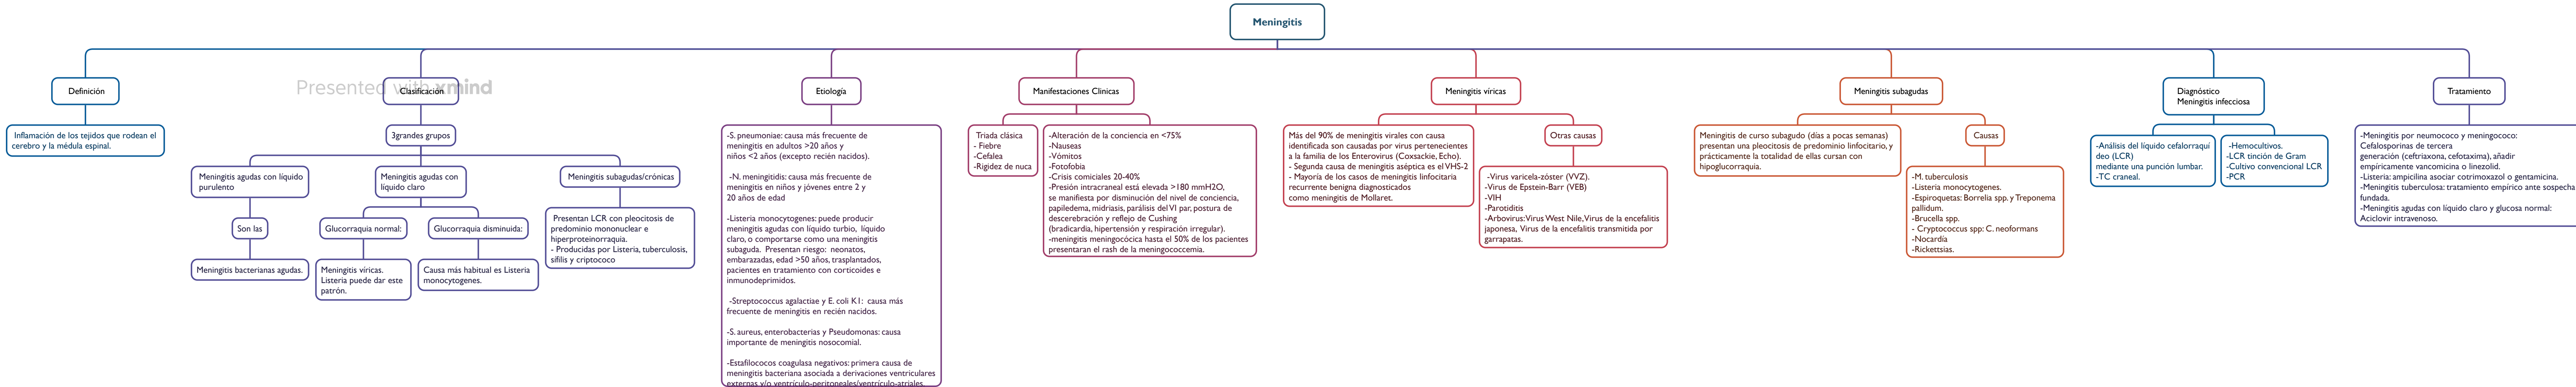 Meningitis
Presented with xmind
Definición
Inflamación de los tejidos que rodean el
cerebro y la médula espinal.
Clasificación
3grandes grupos
Meningitis agudas con líquido
purulento
Son las
Meningitis bacterianas agudas.
Meningitis agudas con
líquido claro
Glucorraquia normal:
Meningitis víricas.
Listeria puede dar este
patrón.
Glucorraquia disminuida:
Causa más habitual es Listeria
monocytogenes.
Meningitis subagudas/crónicas
Presentan LCR con pleocitosis de
predominio mononuclear e
hiperproteinorraquia.
- Producidas por Listeria, tuberculosis,
sífilis y criptococo
Etiología
-S. pneumoniae: causa más frecuente de
meningitis en adultos >20 años y
niños <2 años (excepto recién nacidos).
-N. meningitidis: causa más frecuente de
meningitis en niños y jóvenes entre 2 y
20 años de edad
-Listeria monocytogenes: puede producir
meningitis agudas con líquido turbio, líquido
claro, o comportarse como una meningitis
subaguda. Presentan riesgo: neonatos,
embarazadas, edad >50 años, trasplantados,
pacientes en tratamiento con corticoides e
inmunodeprimidos.
-Streptococcus agalactiae y E. coli K1: causa más
frecuente de meningitis en recién nacidos.
-S. aureus, enterobacterias y Pseudomonas: causa
importante de meningitis nosocomial.
-Estafilococos coagulasa negativos: primera causa de
meningitis bacteriana asociada a derivaciones ventriculares
externas y/o ventrículo-peritoneales/ventrículo-atriales.
Manifestaciones Clinicas
Triada clásica
- Fiebre
-Cefalea
-Rigidez de nuca
-Alteración de la conciencia en <75%
-Nauseas
-Vómitos
-Fotofobia
-Crisis comiciales 20-40%
-Presión intracraneal está elevada >180 mmH2O,
se manifiesta por disminución del nivel de conciencia,
papiledema, midriasis, parálisis del VI par, postura de
descerebración y reflejo de Cushing
(bradicardia, hipertensión y respiración irregular).
-meningitis meningocócica hasta el 50% de los pacientes
presentaran el rash de la meningococcemia.
Meningitis víricas
Más del 90% de meningitis virales con causa
identificada son causadas por virus pertenecientes
a la familia de los Enterovirus (Coxsackie, Echo).
- Segunda causa de meningitis aséptica es el VHS-2
- Mayoría de los casos de meningitis linfocitaria
recurrente benigna diagnosticados
como meningitis de Mollaret.
Otras causas
-Virus varicela-zóster (VVZ).
-Virus de Epstein-Barr (VEB)
-VIH
-Parotiditis
-Arbovirus: Virus West Nile, Virus de la encefalitis
japonesa, Virus de la encefalitis transmitida por
garrapatas.
Meningitis subagudas
Meningitis de curso subagudo (días a pocas semanas)
presentan una pleocitosis de predominio linfocitario, y
prácticamente la totalidad de ellas cursan con
hipoglucorraquia.
Causas
-M. tuberculosis
-Listeria monocytogenes.
-Espiroquetas: Borrelia spp. y Treponema
pallidum.
-Brucella spp.
- Cryptococcus spp: C. neoformans
-Nocardía
-Rickettsias.
Diagnóstico
Meningitis infecciosa
-Análisis del líquido cefalorraquí
deo (LCR)
mediante una punción lumbar.
-TC craneal.
-Hemocultivos.
-LCR tinción de Gram
-Cultivo convencional LCR
-PCR
Tratamiento
-Meningitis por neumococo y meningococo:
Cefalosporinas de tercera
generación (ceftriaxona, cefotaxima), añadir
empíricamente vancomicina o linezolid.
-Listeria: ampicilina asociar cotrimoxazol o gentamicina.
-Meningitis tuberculosa: tratamiento empírico ante sospecha
fundada.
-Meningitis agudas con líquido claro y glucosa normal:
Aciclovir intravenoso.